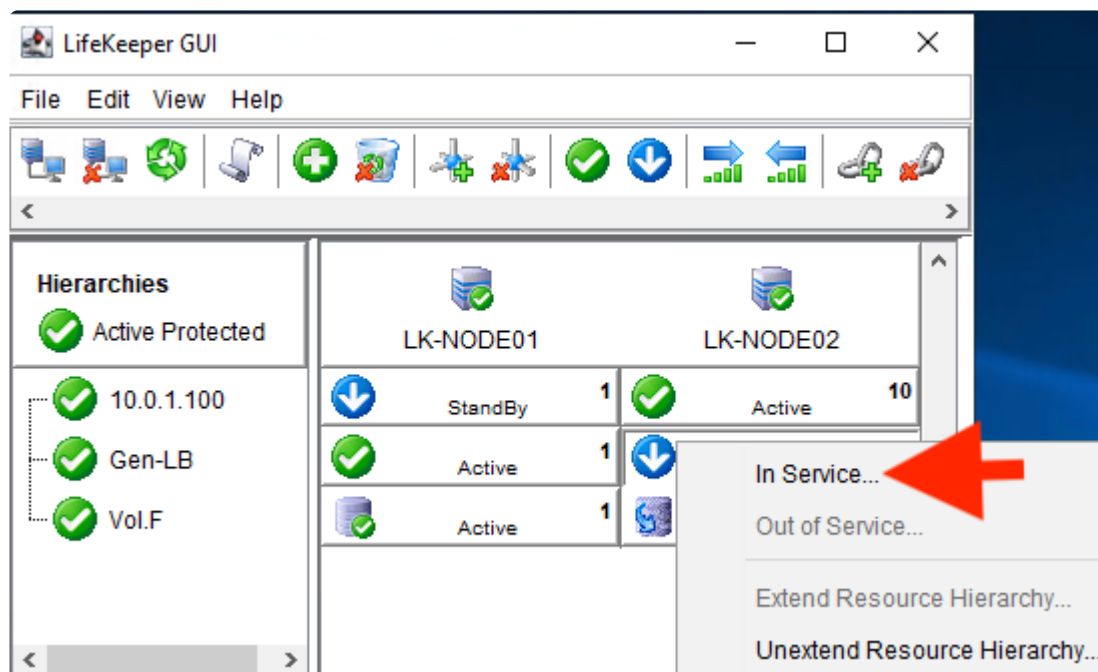 LifeKeeper GUI
File Edit View Help
Hierarchies
Active Protected
LK-NODE01 LK-NODE02
10.0.1.100 StandBy 1 Active 10
Gen-LB Active 1
Vol.F Active 1
In Service...
Out of Service...
Extend Resource Hierarchy...
Unextend Resource Hierarchy...